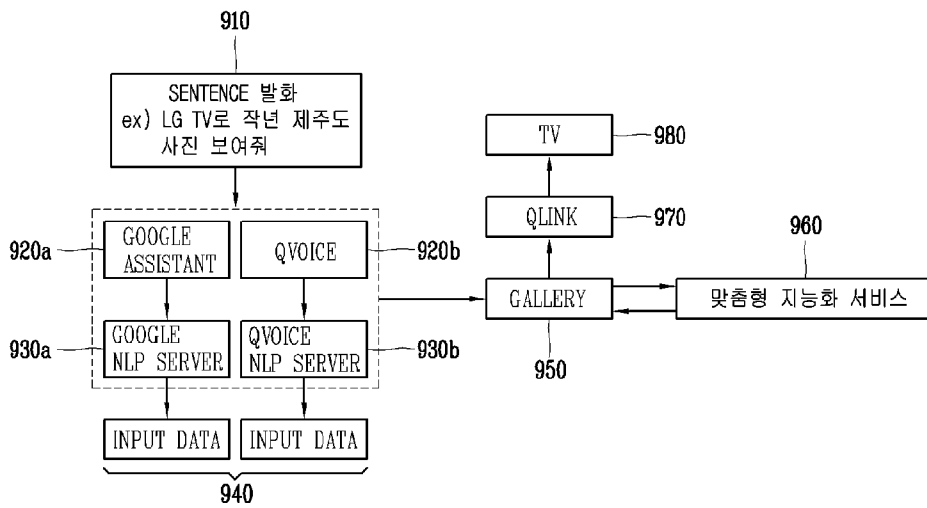 910
SENTENCE 발화
ex) LG TV로 작년 제주도
사진 보여줘
TV
980
QLINK
970
960
920a
GOOGLE
ASSISTANT
QVOICE
920b
GALLERY
맞춤형 지능화 서비스
950
930a
GOOGLE
NLP SERVER
QVOICE
NLP SERVER
930b
INPUT DATA
INPUT DATA
940